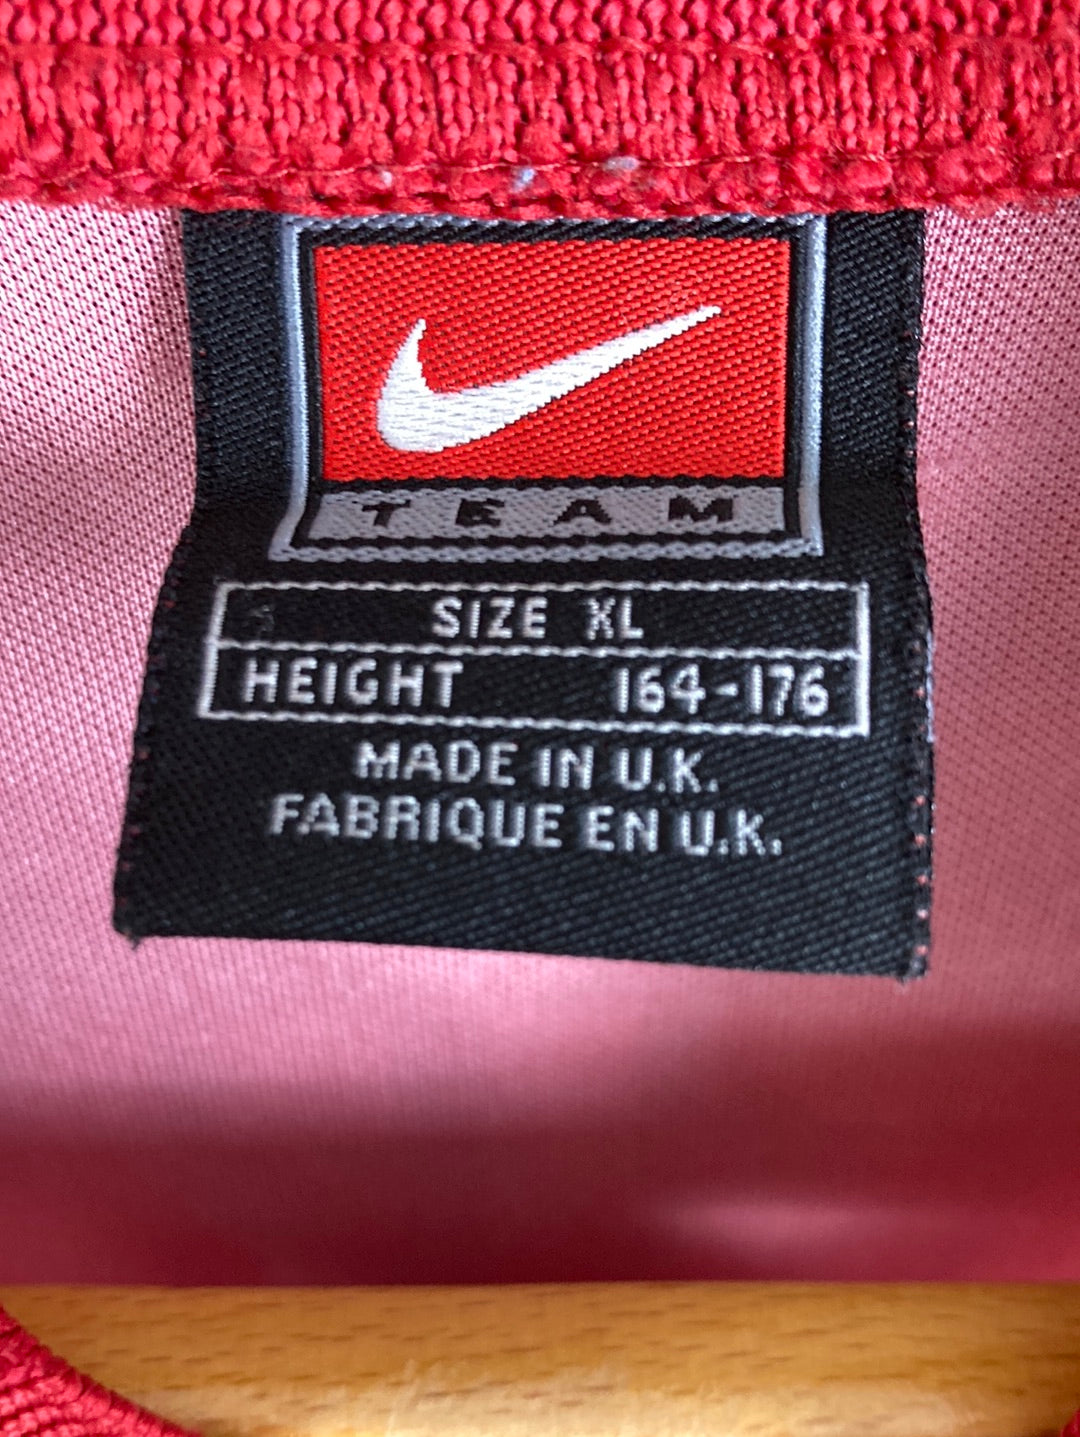 TEAM
SIZE XL
HEIGHT 164-176
MADE IN U.K.
FABRIQUE EN U.K.